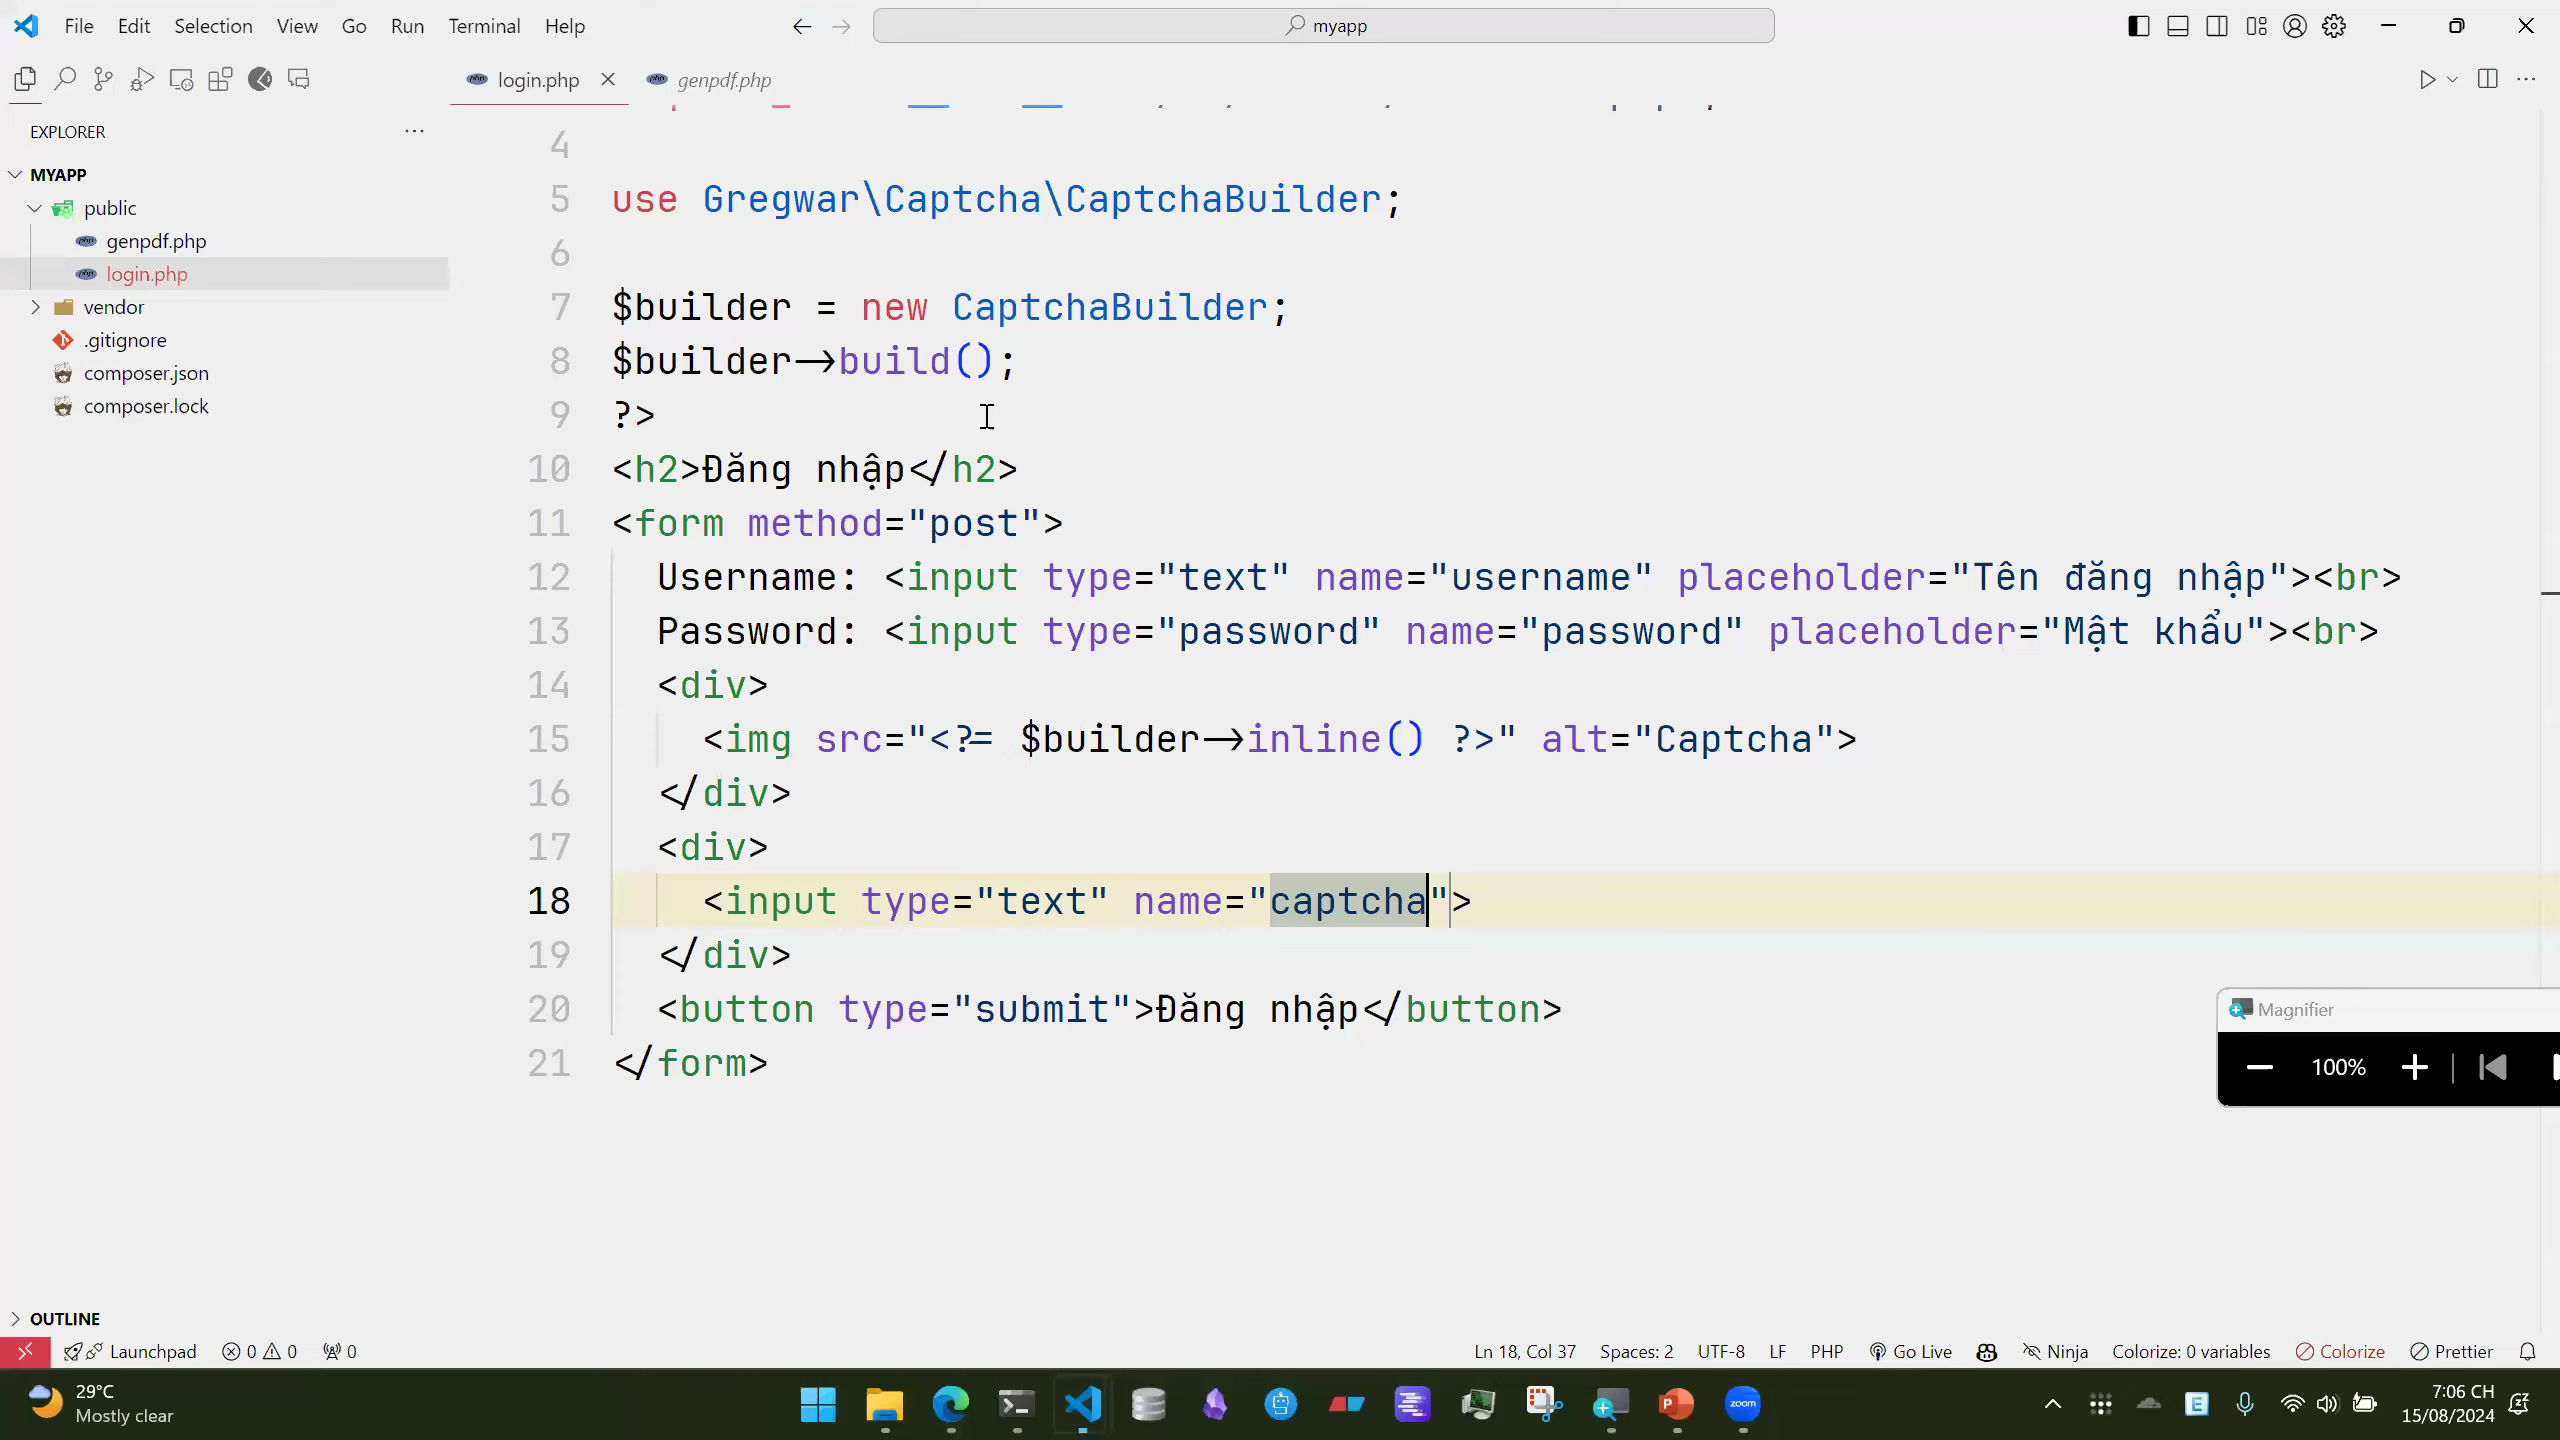 File Edit Selection View Go Run Terminal Help
myapp
login.php
genpdf.php
EXPLORER
MYAPP
public
genpdf.php
login.php
vendor
.gitignore
composer.json
composer.lock
OUTLINE
4
5 use Gregwar\Captcha\CaptchaBuilder;
6
7 $builder = new CaptchaBuilder;
8 $builder->build();
9 ?>
10 <h2>Đăng nhập</h2>
11 <form method="post">
12 Username: <input type="text" name="username" placeholder="Tên đăng nhập"><br>
13 Password: <input type="password" name="password" placeholder="Mật khẩu"><br>
14 <div>
15 <img src="<?= $builder->inline() ?>" alt="Captcha">
16 </div>
17 <div>
18 <input type="text" name="captcha">
19 </div>
20 <button type="submit">Đăng nhập</button>
21 </form>
Magnifier
100%
Launchpad 0 0 0
Ln 18, Col 37 Spaces: 2 UTF-8 LF PHP Go Live Ninja Colorize: 0 variables Colorize Prettier
29°C
Mostly clear
zoom
7:06 CH
15/08/2024